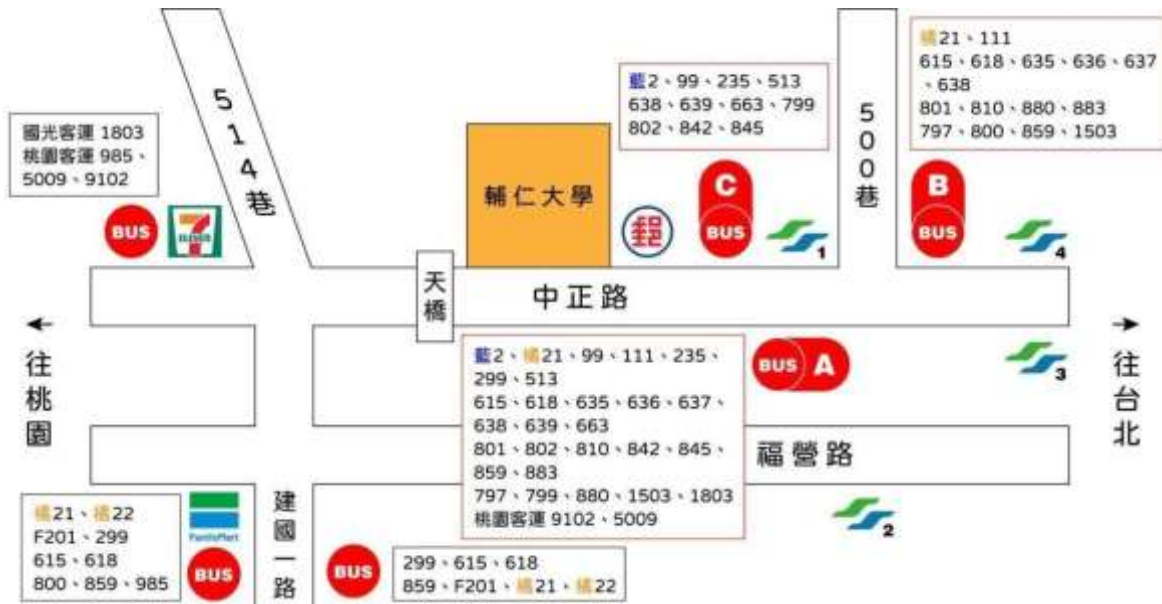 514巷
500巷
橘21、111
615、618、635、636、637
、638
801、810、880、883
797、800、859、1503
藍2、99、235、513
638、639、663、799
802、842、845
國光客運 1803
桃園客運 985、
5009、9102
輔仁大學
C
BUS
B
BUS
BUS
7
ELEVEN
郵
1
4
天橋
中正路
← 往桃園
→ 往台北
藍2、橘21、99、111、235、
299、513
615、618、635、636、637、
638、639、663
801、802、810、842、845、
859、883
797、799、880、1503、1803
桃園客運 9102、5009
BUS A
3
福營路
2
橘21、橘22
F201、299
615、618
800、859、985
FamilyMart
BUS
建國一路
BUS
299、615、618
859、F201、橘21、橘22